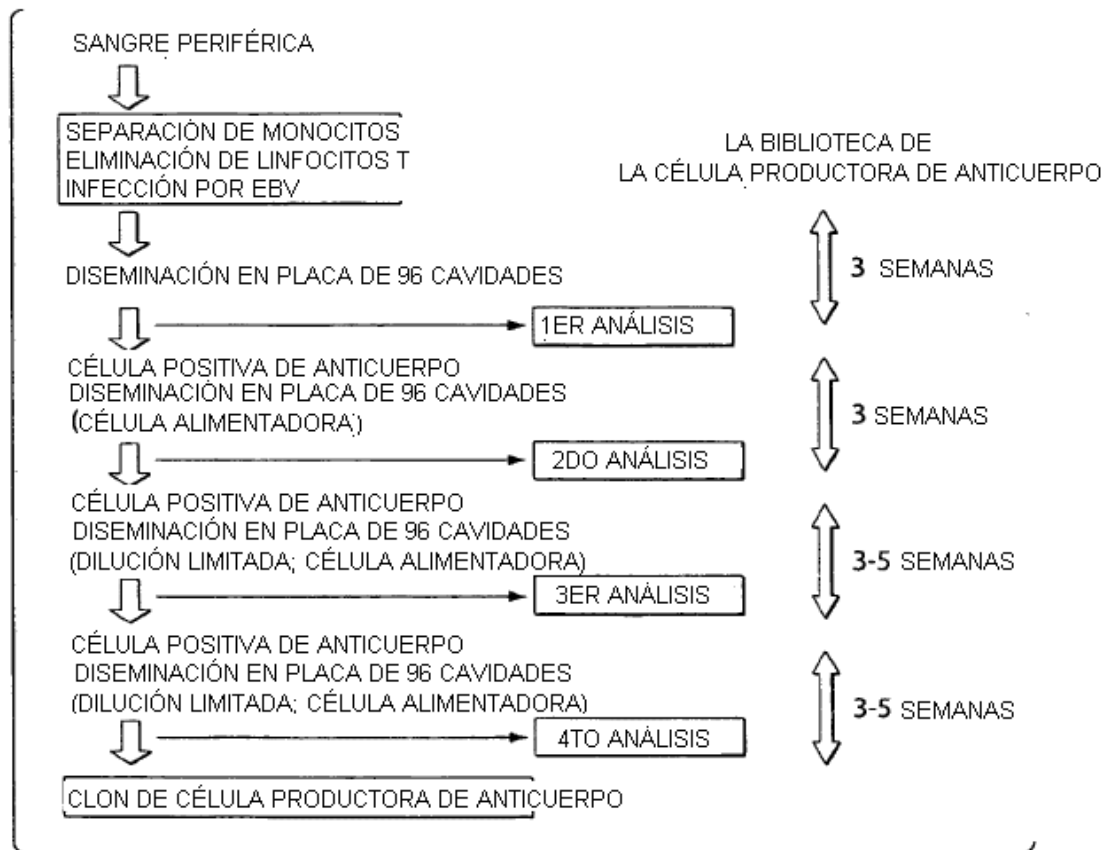 SANGRE PERIFÉRICA
SEPARACIÓN DE MONOCITOS
ELIMINACIÓN DE LINFOCITOS T
INFECCIÓN POR EBV
LA BIBLIOTECA DE
LA CÉLULA PRODUCTORA DE ANTICUERPO
DISEMINACIÓN EN PLACA DE 96 CAVIDADES
3 SEMANAS
1ER ANÁLISIS
CÉLULA POSITIVA DE ANTICUERPO
DISEMINACIÓN EN PLACA DE 96 CAVIDADES
(CÉLULA ALIMENTADORA)
3 SEMANAS
2DO ANÁLISIS
CÉLULA POSITIVA DE ANTICUERPO
DISEMINACIÓN EN PLACA DE 96 CAVIDADES
(DILUCIÓN LIMITADA; CÉLULA ALIMENTADORA)
3-5 SEMANAS
3ER ANÁLISIS
CÉLULA POSITIVA DE ANTICUERPO
DISEMINACIÓN EN PLACA DE 96 CAVIDADES
(DILUCIÓN LIMITADA; CÉLULA ALIMENTADORA)
3-5 SEMANAS
4TO ANÁLISIS
CLON DE CÉLULA PRODUCTORA DE ANTICUERPO